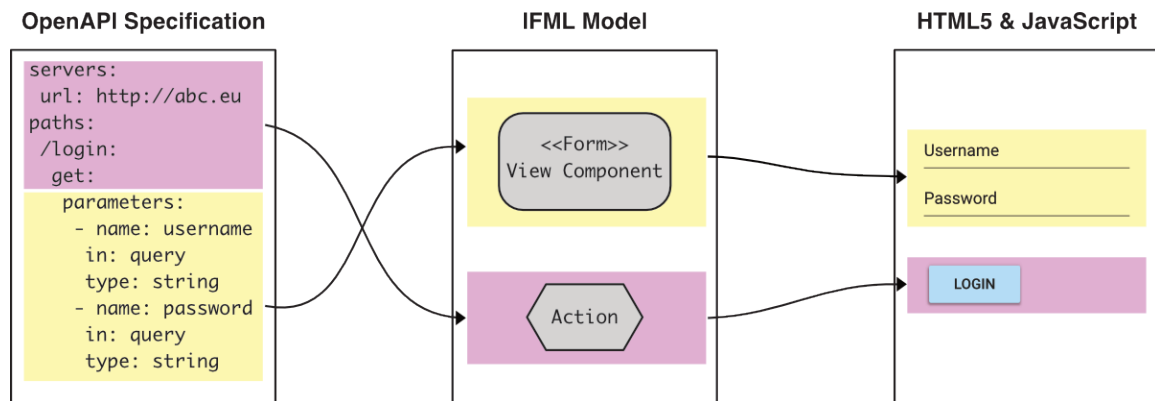 OpenAPI Specification
servers:
url: http://abc.eu
paths:
/login:
get:
parameters:
- name: username
in: query
type: string
- name: password
in: query
type: string
IFML Model
<<Form>>
View Component
Action
HTML5 & JavaScript
Username
Password
LOGIN